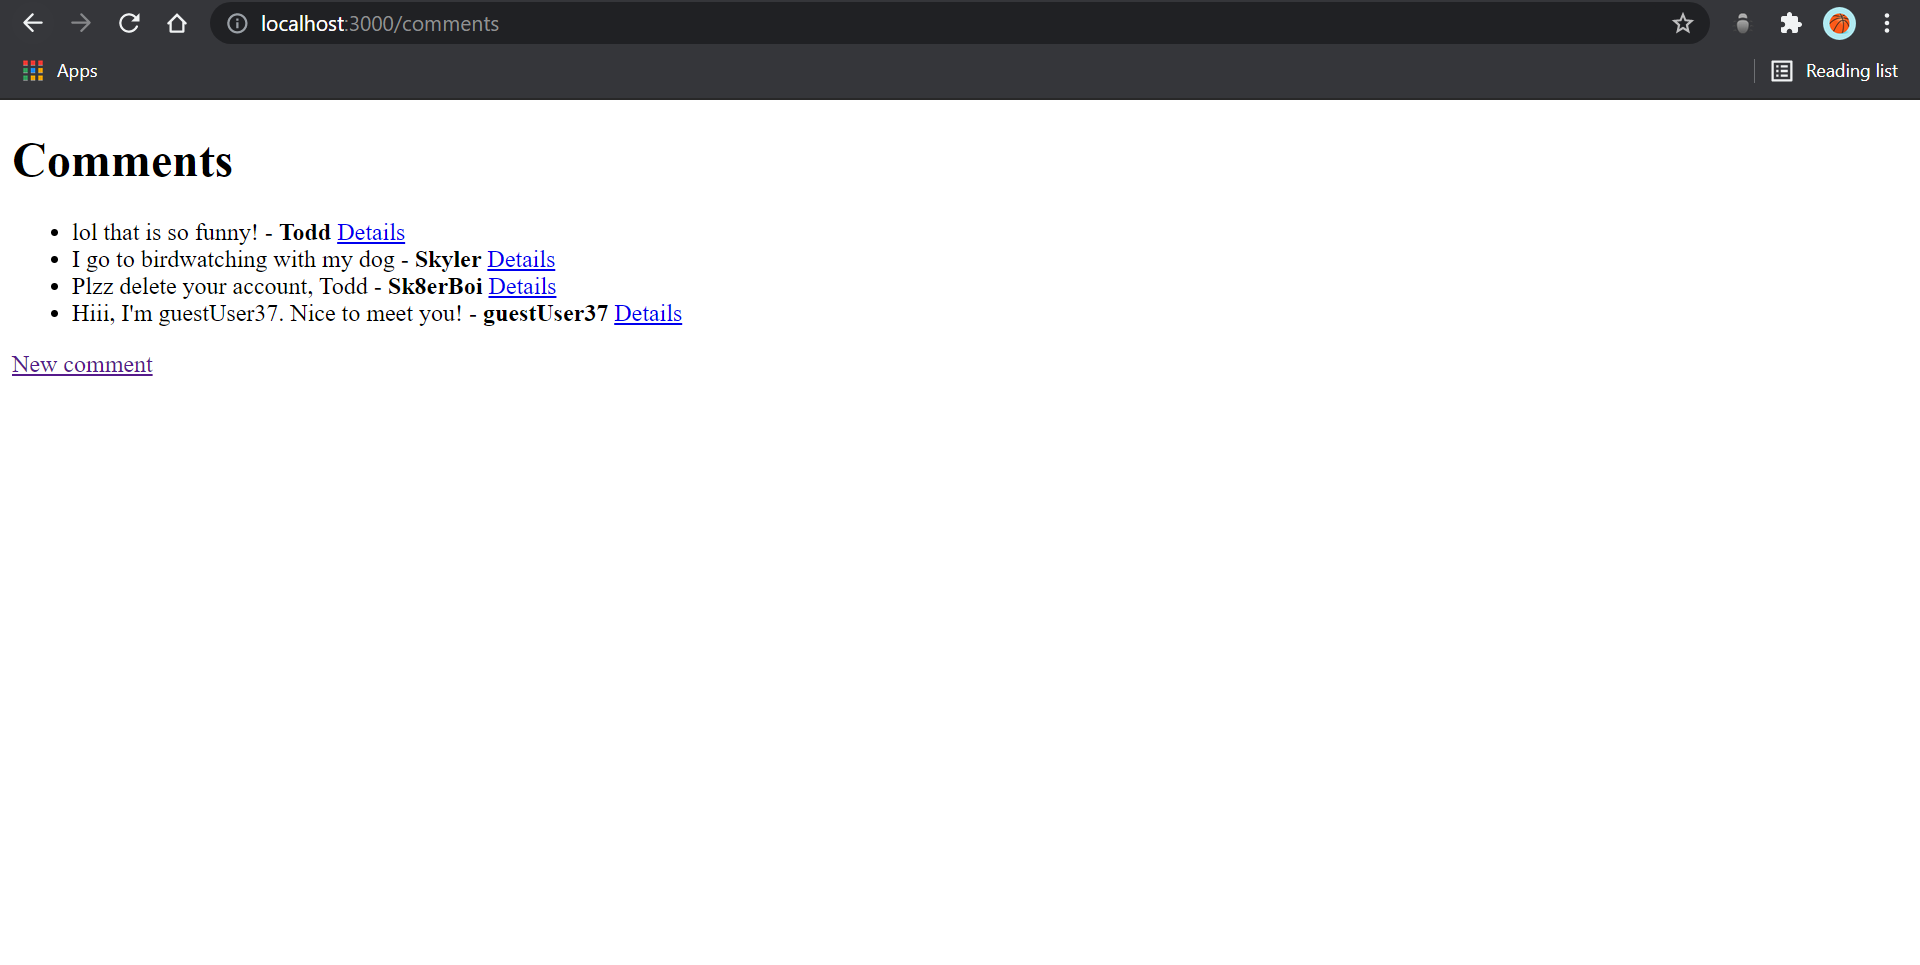 localhost:3000/comments
Apps
Reading list
Comments
lol that is so funny! - Todd Details
I go to birdwatching with my dog - Skyler Details
Plzz delete your account, Todd - Sk8erBoi Details
Hiii, I'm guestUser37. Nice to meet you! - guestUser37 Details
New comment